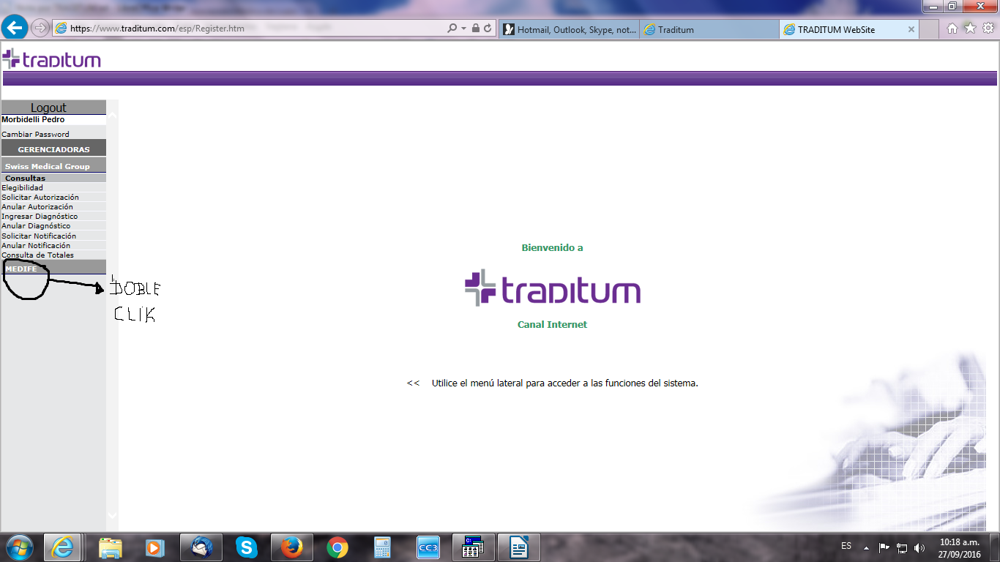 https://www.traditum.com/esp/Register.htm
Hotmail, Outlook, Skype, not...
Traditum
TRADITUM WebSite
traditum
Logout
Morbidelli Pedro
Cambiar Password
GERENCIADORAS
Swiss Medical Group
Consultas
Elegibilidad
Solicitar Autorización
Anular Autorización
Ingresar Diagnóstico
Anular Diagnóstico
Solicitar Notificación
Anular Notificación
Consulta de Totales
MEDIFE
DOBLE
CLIK
Bienvenido a
traditum
Canal Internet
<< Utilice el menú lateral para acceder a las funciones del sistema.
CC3
ES
10:18 a.m.
27/09/2016